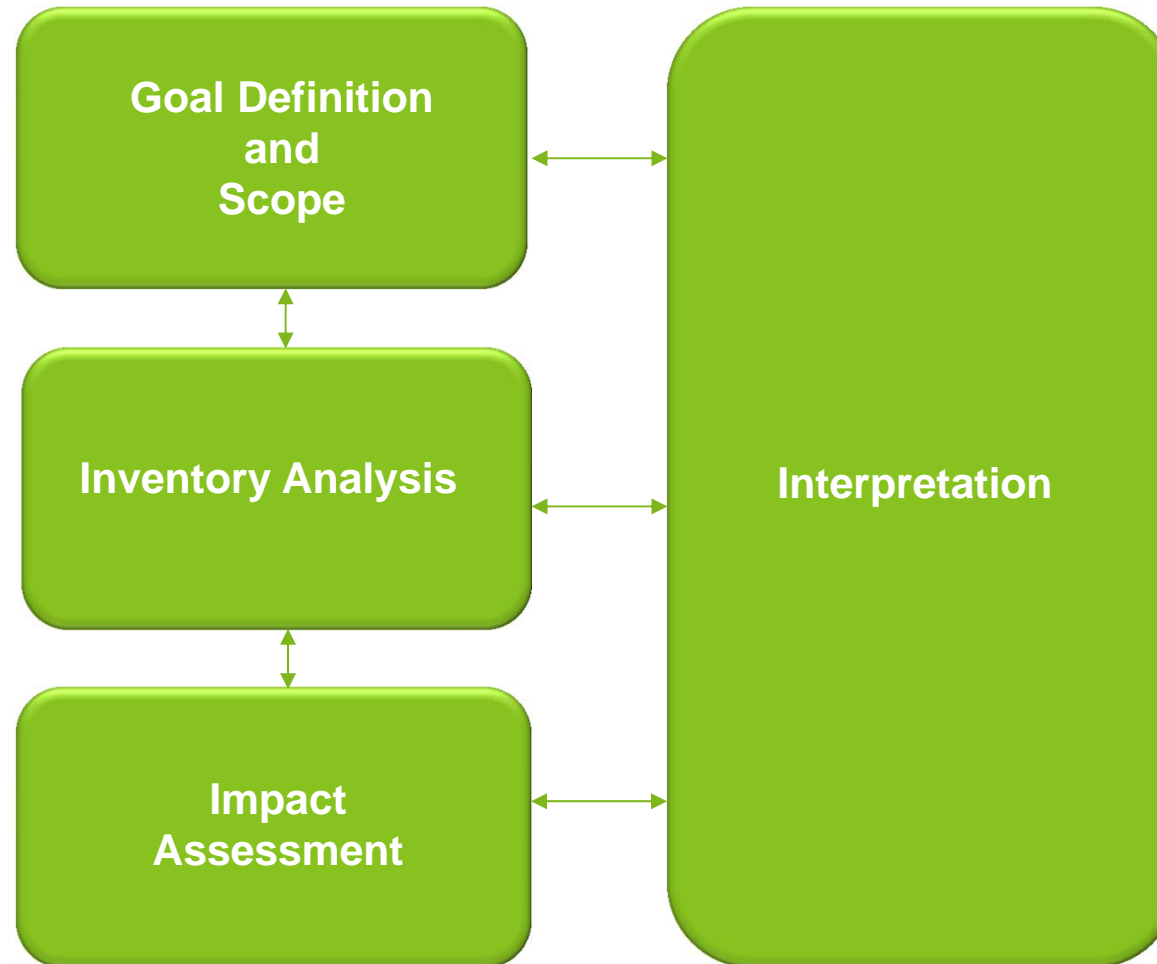 Goal Definition
and
Scope
Inventory Analysis
Interpretation
Impact
Assessment